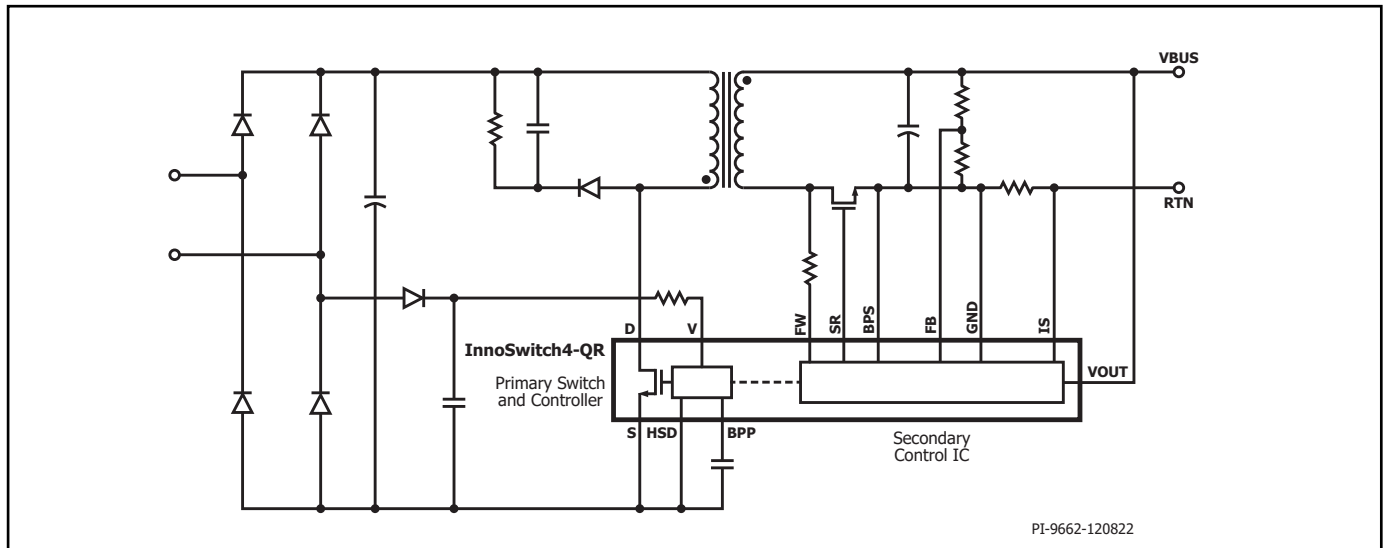 VBUS
RTN
FW
SR
BPS
FB
GND
IS
D
V
InnoSwitch4-QR
Primary Switch
and Controller
VOUT
S
HSD
BPP
Secondary
Control IC
PI-9662-120822